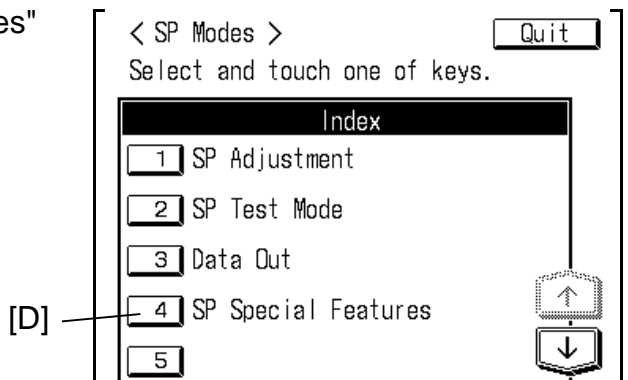 es"
< SP Modes > Quit
Select and touch one of keys.
Index
1 SP Adjustment
2 SP Test Mode
3 Data Out
[D] 4 SP Special Features
5